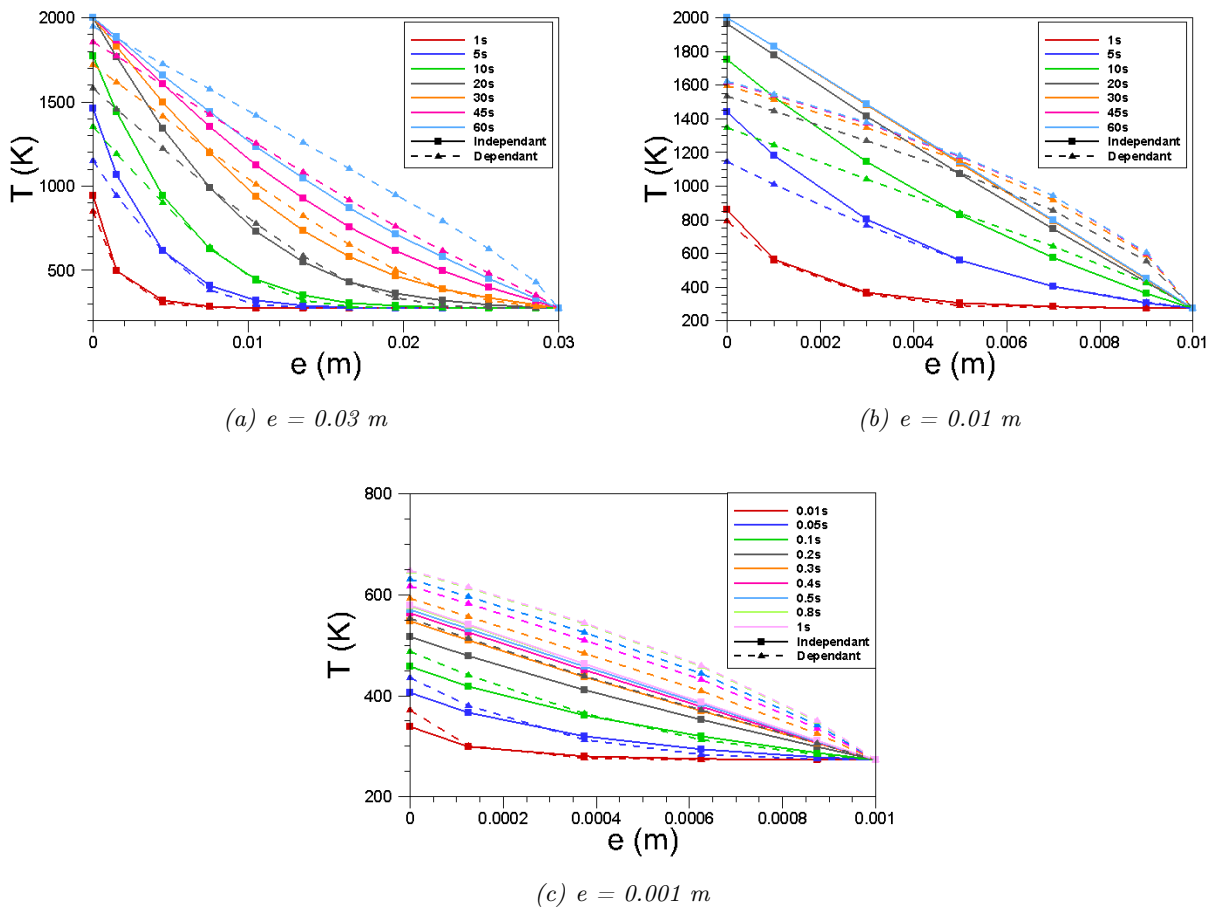 2000
1500
1000
500
T (K)
0
0.01
0.02
0.03
e (m)
1s
5s
10s
20s
30s
45s
60s
Independant
Dependant
(a) e = 0.03 m
2000
1800
1600
1400
1200
1000
800
600
400
200
T (K)
0
0.002
0.004
0.006
0.008
0.01
e (m)
1s
5s
10s
20s
30s
45s
60s
Independant
Dependant
(b) e = 0.01 m
800
600
400
200
T (K)
0
0.0002
0.0004
0.0006
0.0008
0.001
e (m)
0.01s
0.05s
0.1s
0.2s
0.3s
0.4s
0.5s
0.8s
1s
Independant
Dependant
(c) e = 0.001 m